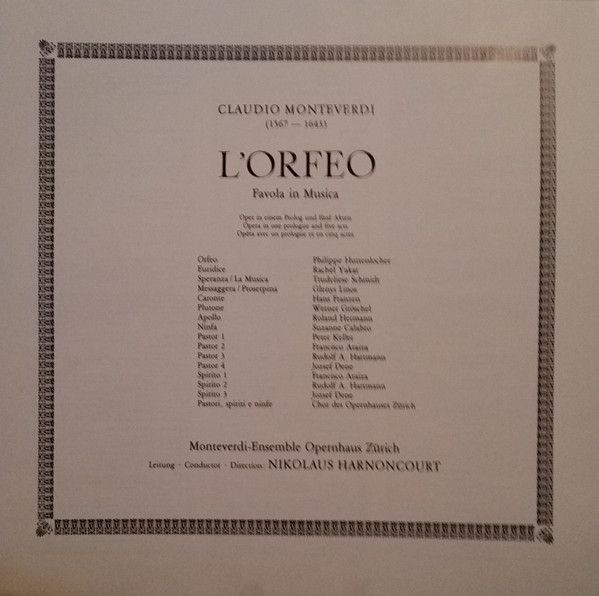 CLAUDIO MONTEVERDI
(1567 — 1643)
L'ORFEO
Favola in Musica
Oper in einem Prolog und fünf Akten
Opera in one prologue and five acts
Opéra avec un prologue et en cinq actes
Orfeo Philippe Huttenlocher
Euridice Rachel Yakar
Speranza / La Musica Trudeliese Schmidt
Messaggera / Proserpina Glenys Linos
Caronte Hans Franzen
Plutone Werner Gröschel
Apollo Roland Hermann
Ninfa Suzanne Calabro
Pastor 1 Peter Keller
Pastor 2 Francisco Araiza
Pastor 3 Rudolf A. Hartmann
Pastor 4 Jozsef Dene
Spirito 1 Francisco Araiza
Spirito 2 Rudolf A. Hartmann
Spirito 3 Jozsef Dene
Pastori, spiriti e ninfe Chor des Opernhauses Zürich
Monteverdi-Ensemble Opernhaus Zürich
Leitung · Conductor · Direction: NIKOLAUS HARNONCOURT